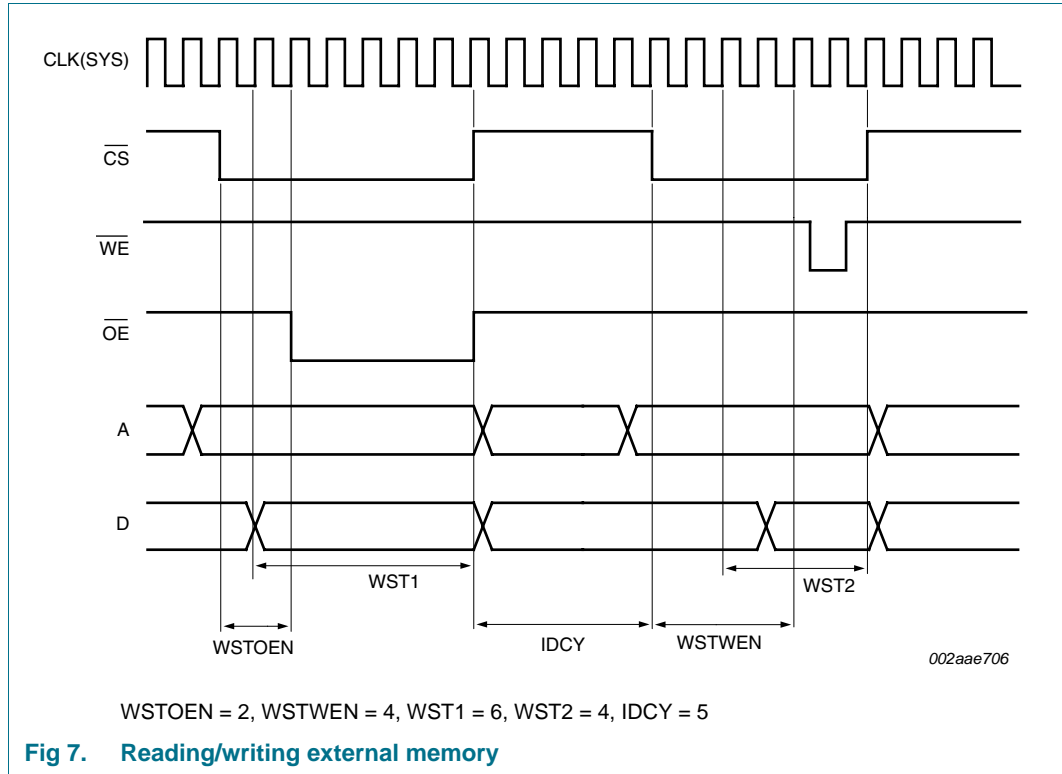 CLK(SYS)
CS
WE
OE
A
D
WST1
WST2
WSTOEN
IDCY
WSTWEN
002aae706
WSTOEN = 2, WSTWEN = 4, WST1 = 6, WST2 = 4, IDCY = 5
Fig 7. Reading/writing external memory